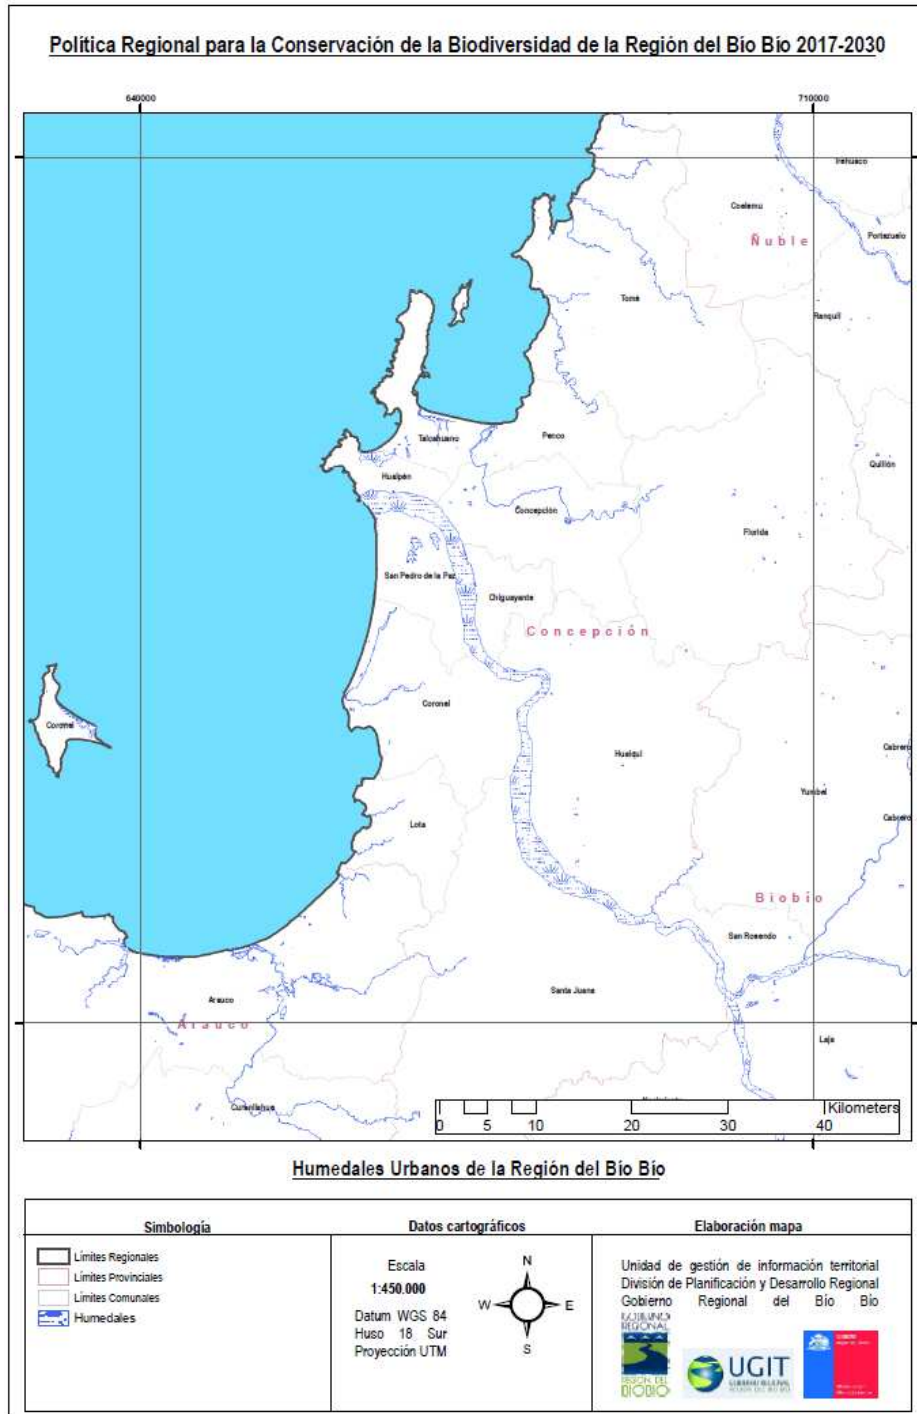 Política Regional para la Conservación de la Biodiversidad de la Región del Bío Bío 2017-2030
640000
710000
Trehuaco
Coelemu
Ñuble
Portezuelo
Tomé
Ranquil
Talcahuano
Penco
Quillón
Hualpén
Concepción
Florida
San Pedro de la Paz
Chiguayante
Concepción
Coronel
Coronel
Hualqui
Cabrero
Yumbel
Cabrero
Lota
Biobío
San Rosendo
Santa Juana
Arauco
Arauco
Laja
Curanilahue
Kilometers
0 5 10 20 30 40
Humedales Urbanos de la Región del Bío Bío
Simbología
Límites Regionales
Límites Provinciales
Límites Comunales
Humedales
Datos cartográficos
Escala
1:450.000
Datum WGS 84
Huso 18 Sur
Proyección UTM
N
W E
S
Elaboración mapa
Unidad de gestión de información territorial
División de Planificación y Desarrollo Regional
Gobierno Regional del Bío Bío
GOBIERNO
REGIONAL
REGIÓN DEL
BIOBÍO
UGIT